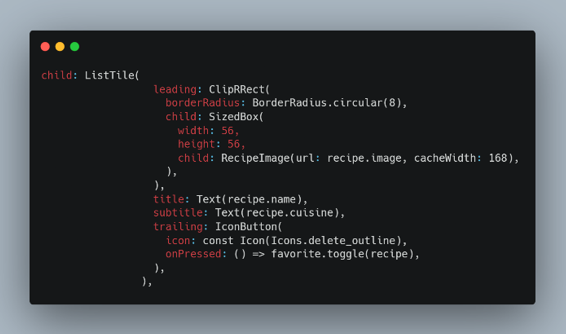 child: ListTile(
                  leading: ClipRRect(
                    borderRadius: BorderRadius.circular(8),
                    child: SizedBox(
                      width: 56,
                      height: 56,
                      child: RecipeImage(url: recipe.image, cacheWidth: 168),
                    ),
                  ),
                  title: Text(recipe.name),
                  subtitle: Text(recipe.cuisine),
                  trailing: IconButton(
                    icon: const Icon(Icons.delete_outline),
                    onPressed: () => favorite.toggle(recipe),
                  ),
                ),